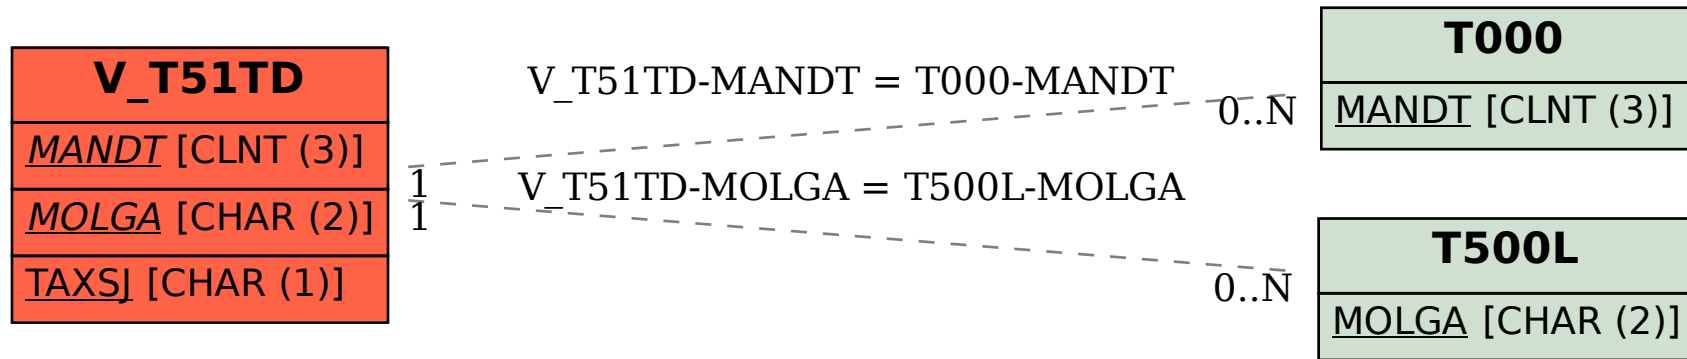 V_T51TD
MANDT [CLNT (3)]
MOLGA [CHAR (2)]
TAXSJ [CHAR (1)]
V_T51TD-MANDT = T000-MANDT
1
0..N
V_T51TD-MOLGA = T500L-MOLGA
1
0..N
T000
MANDT [CLNT (3)]
T500L
MOLGA [CHAR (2)]